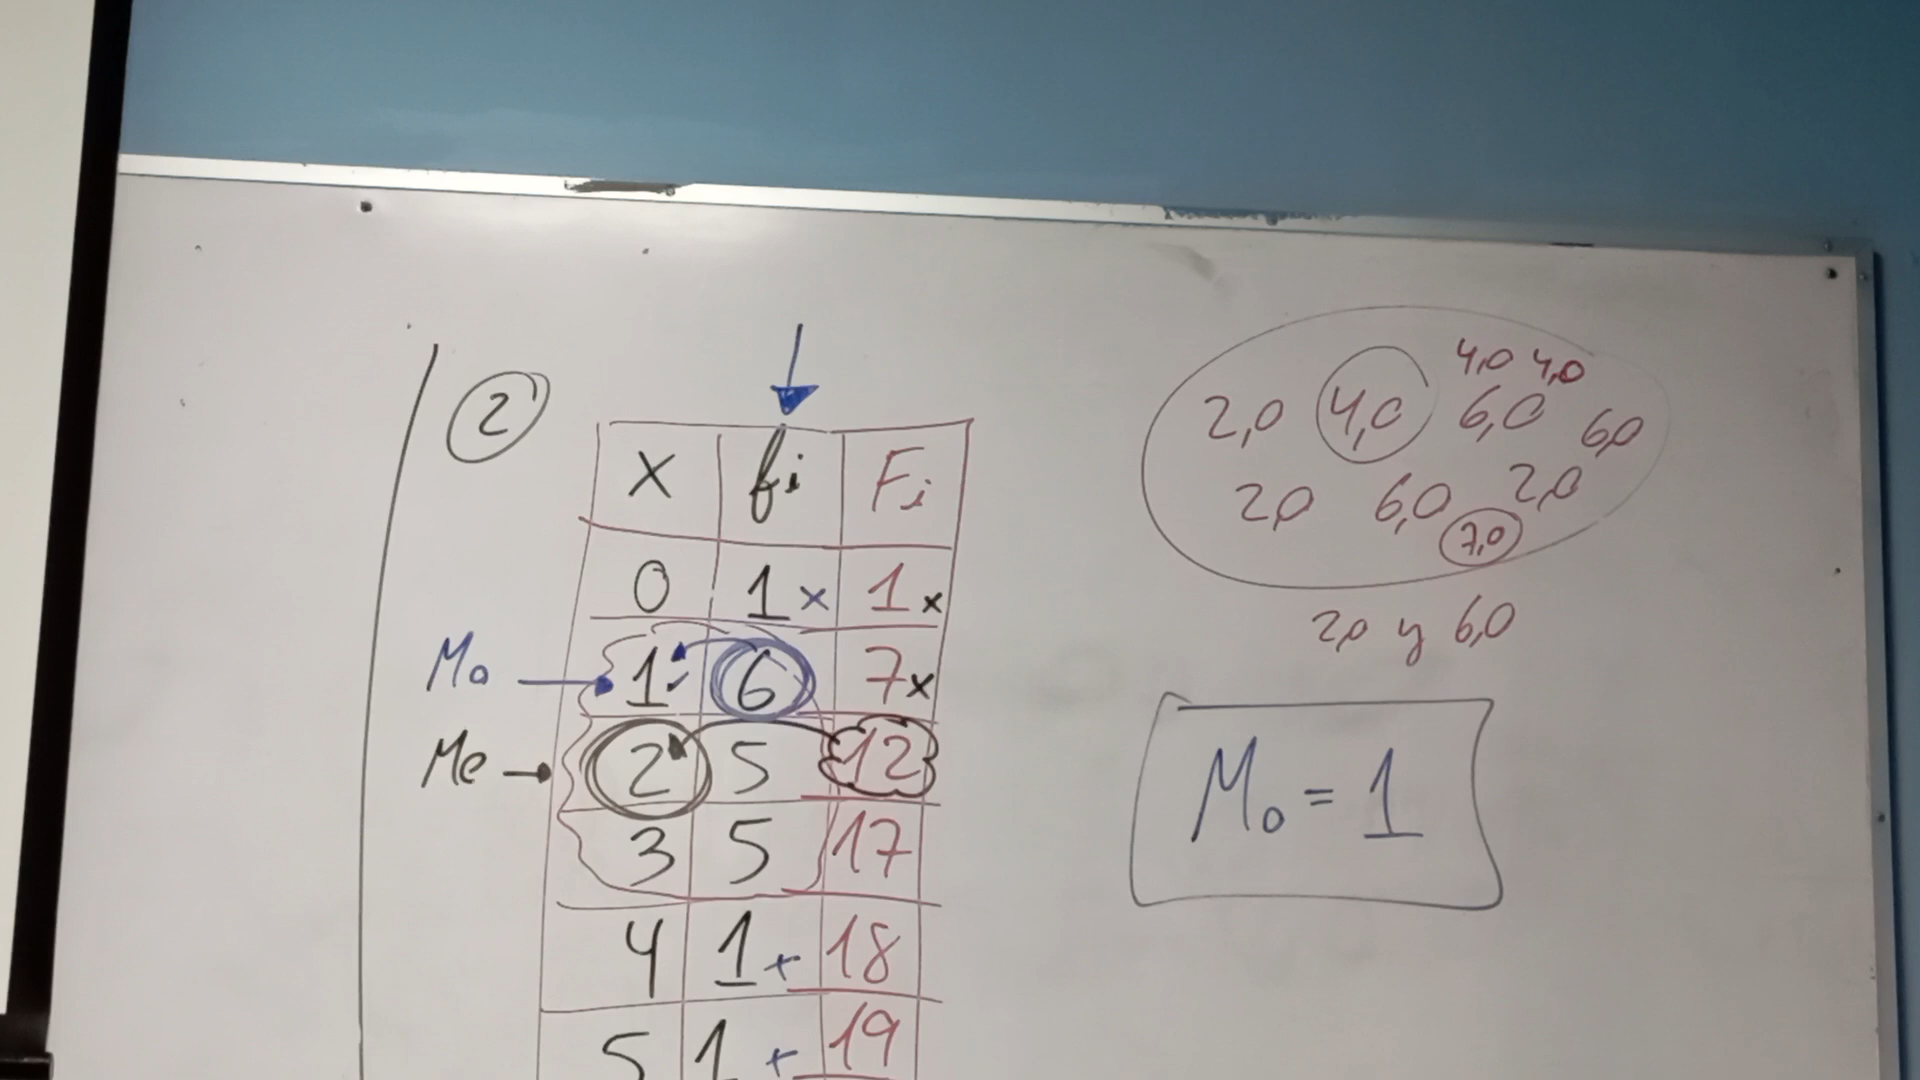 2
x fi Fi
0 1 x 1 x
Mo 1 6 7 x
Me 2 5 12
3 5 17
4 1 + 18
5 1 + 19
4,0 4,0
2,0 4,0 6,0 6,0
2,0 6,0 2,0
7,0
2,0 y 6,0
Mo = 1